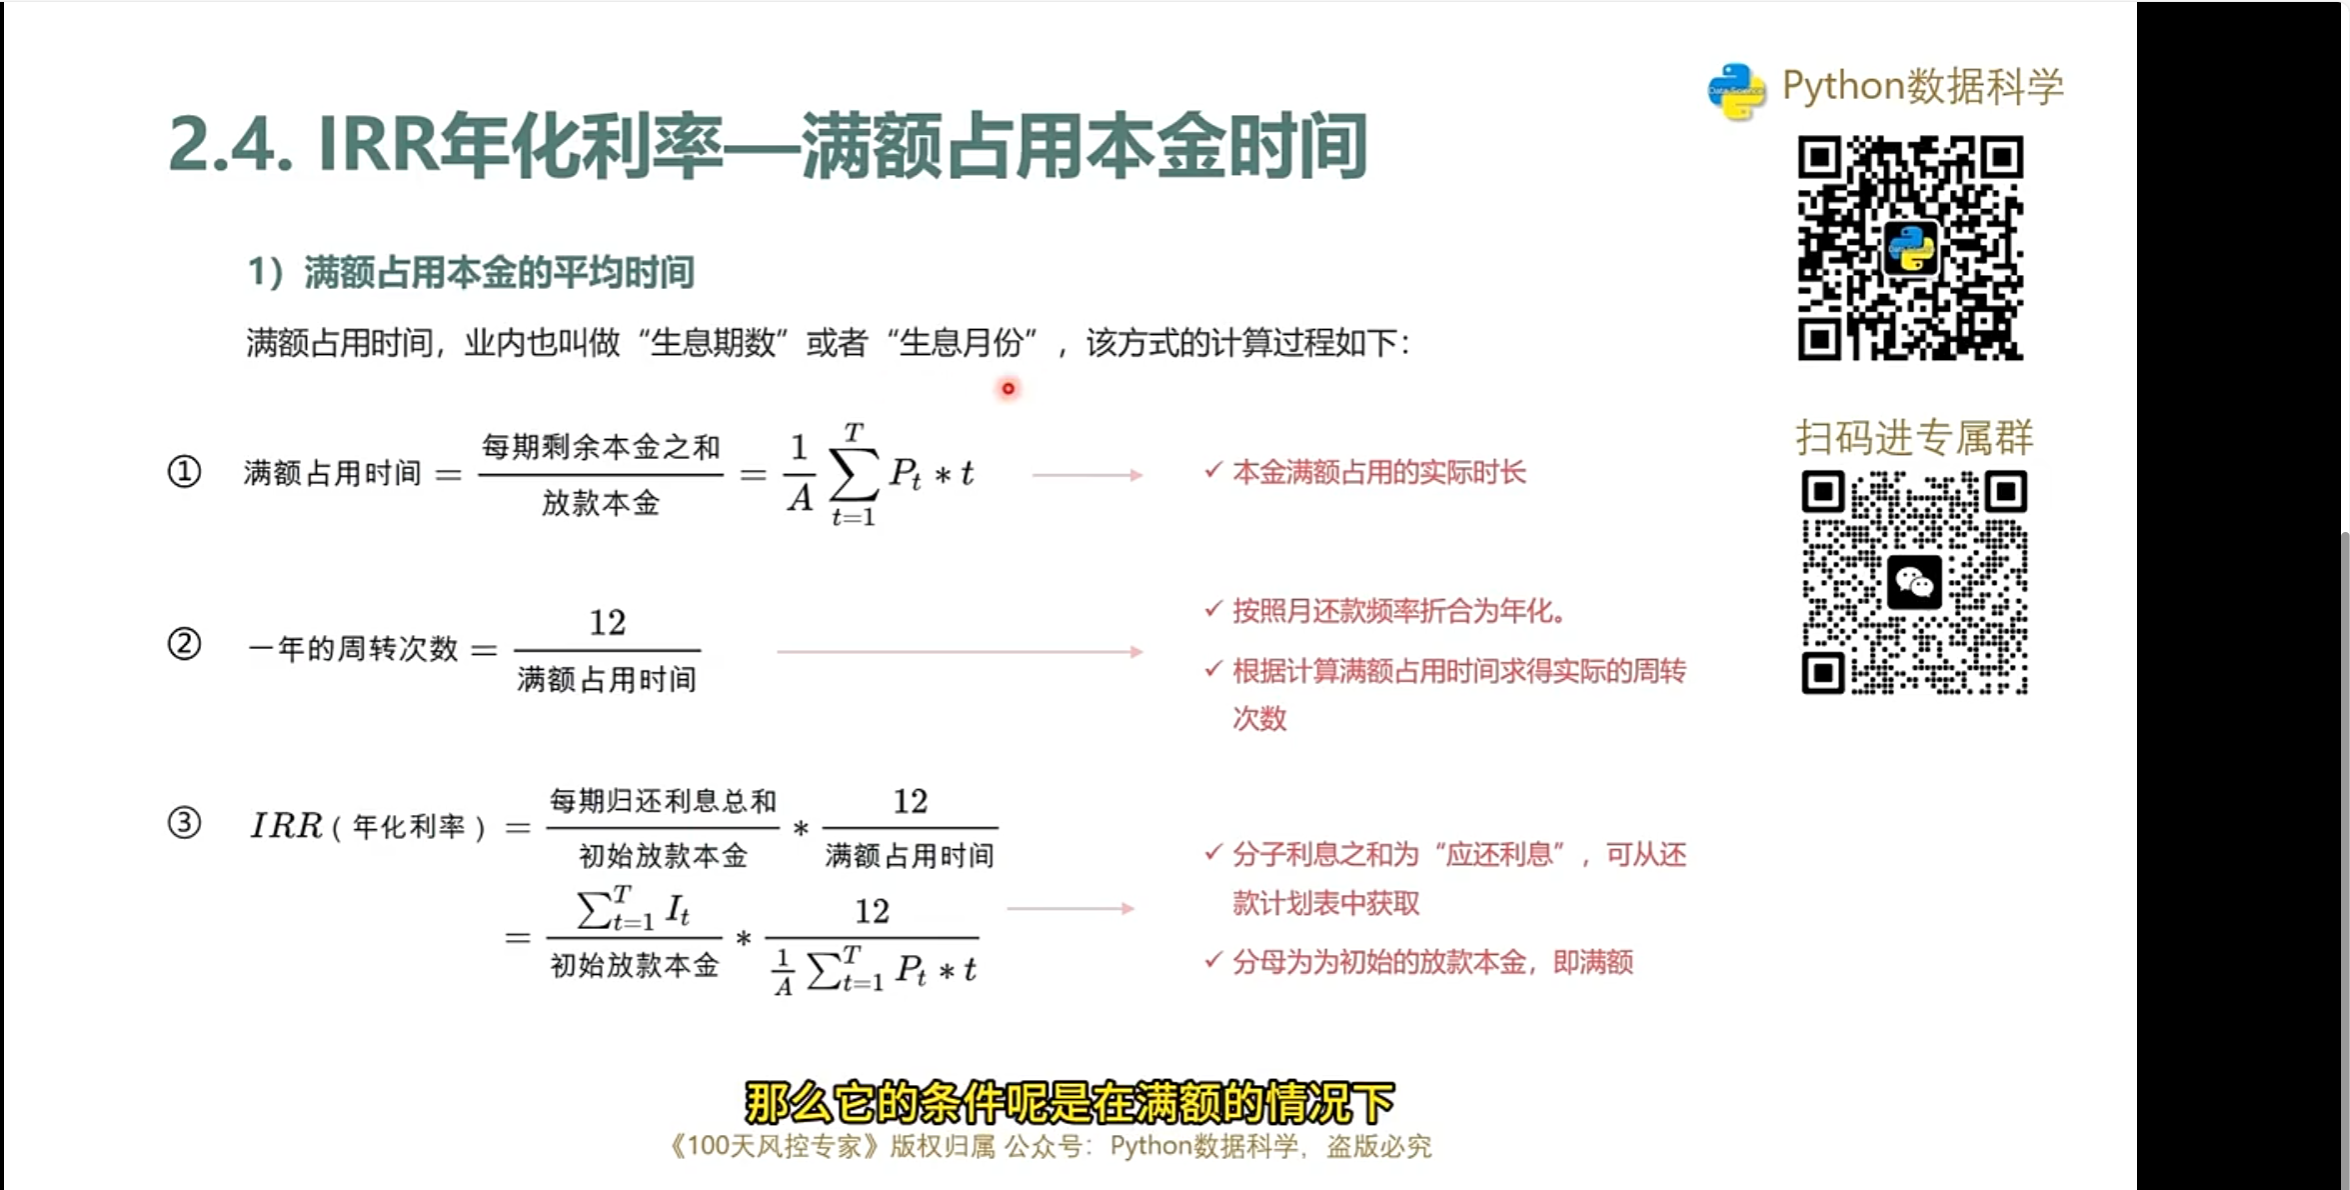 Python数据科学
2.4. IRR年化利率—满额占用本金时间
1）满额占用本金的平均时间
满额占用时间，业内也叫做“生息期数”或者“生息月份”，该方式的计算过程如下：
① 满额占用时间 = 每期剩余本金之和 / 放款本金 = 1/A ∑_{t=1}^{T} P_t * t
✓ 本金满额占用的实际时长
② 一年的周转次数 = 12 / 满额占用时间
✓ 按照月还款频率折合为年化。
✓ 根据计算满额占用时间求得实际的周转
次数
③ IRR（年化利率） = 每期归还利息总和 / 初始放款本金 * 12 / 满额占用时间
= ∑_{t=1}^{T} I_t / 初始放款本金 * 12 / (1/A ∑_{t=1}^{T} P_t * t)
✓ 分子利息之和为“应还利息”，可从还
款计划表中获取
✓ 分母为为初始的放款本金，即满额
扫码进专属群
那么它的条件呢是在满额的情况下
《100天风控专家》版权归属 公众号：Python数据科学，盗版必究